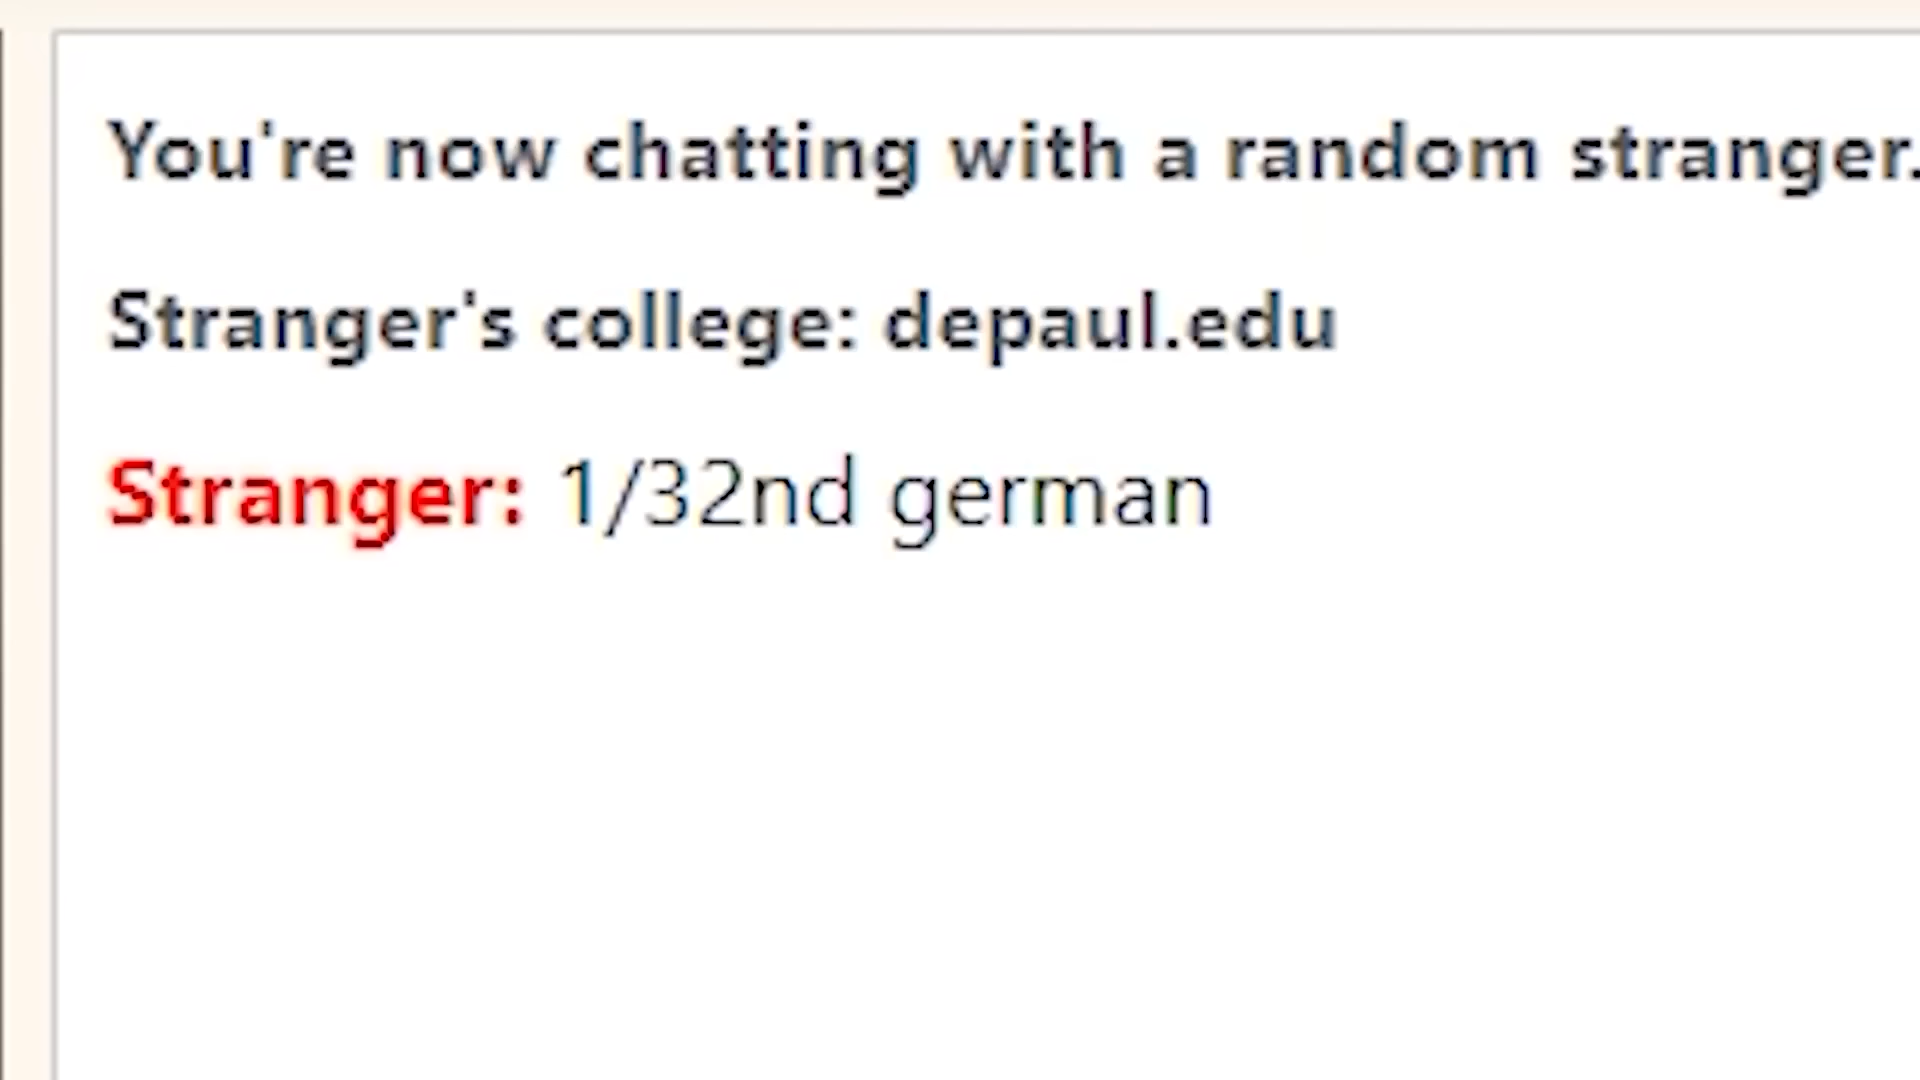 You're now chatting with a random stranger.
Stranger's college: depaul.edu
Stranger: 1/32nd german